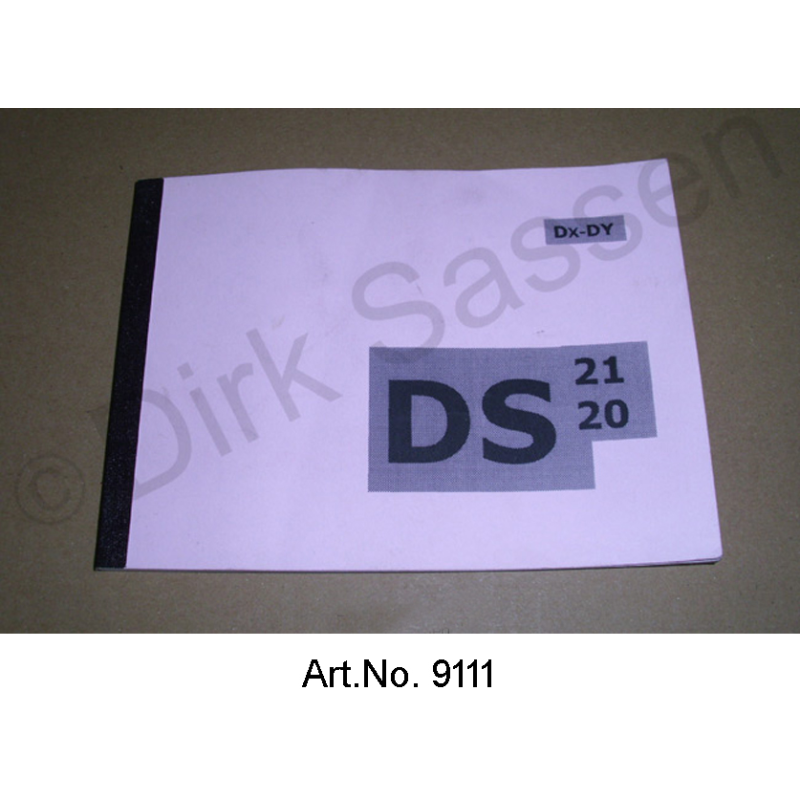 © Dirk Sassen
Dx-DY
DS 21
20
Art.No. 9111